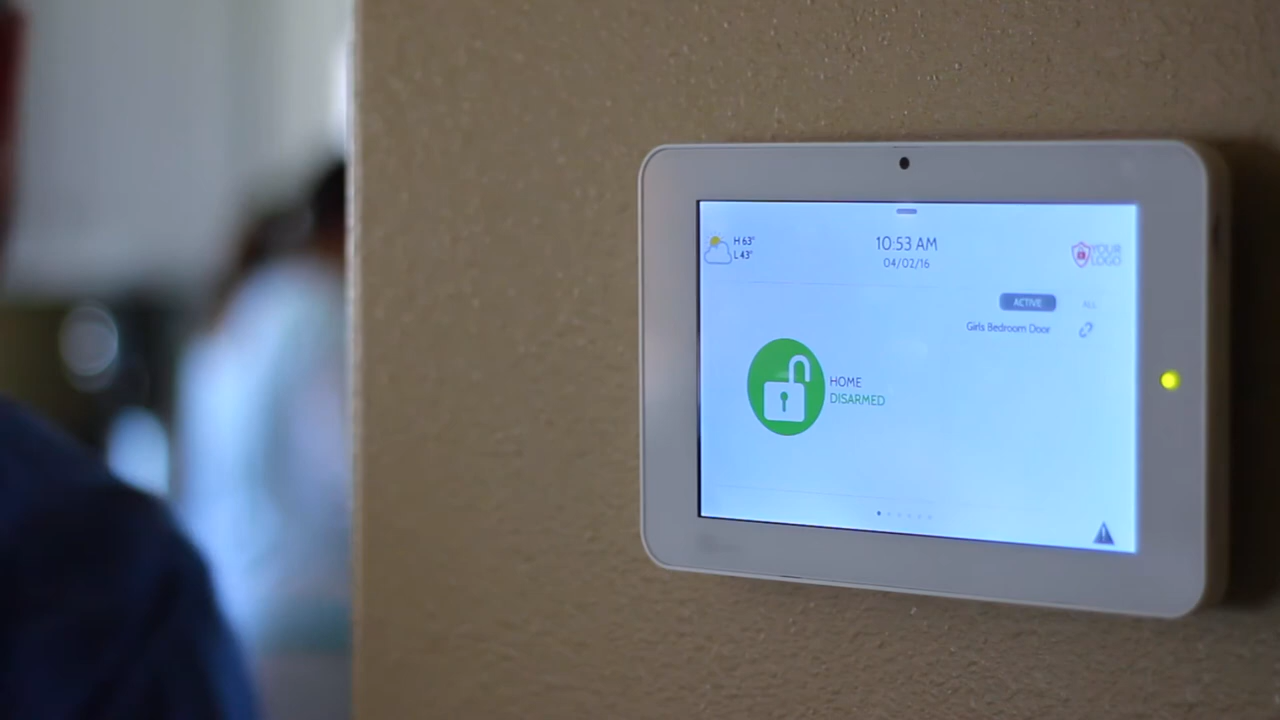 H 63°
L 43°
10:53 AM
04/02/16
YOUR
LOGO
ACTIVE
ALL
Girls Bedroom Door
HOME
DISARMED